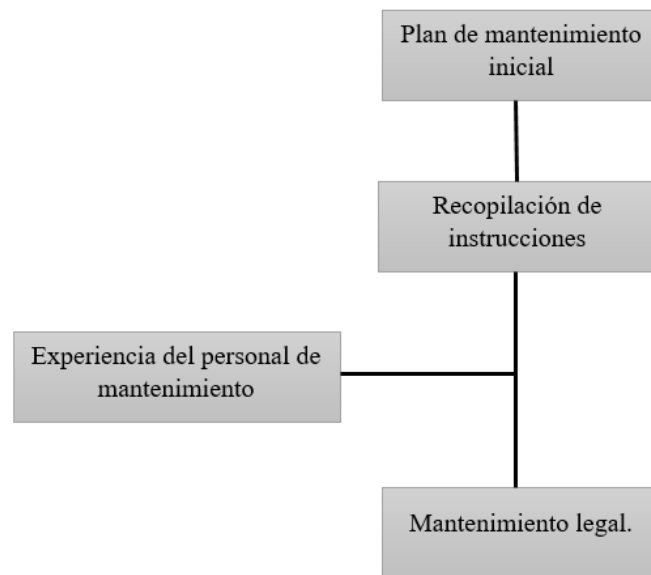 Plan de mantenimiento
inicial
Recopilación de
instrucciones
Experiencia del personal de
mantenimiento
Mantenimiento legal.